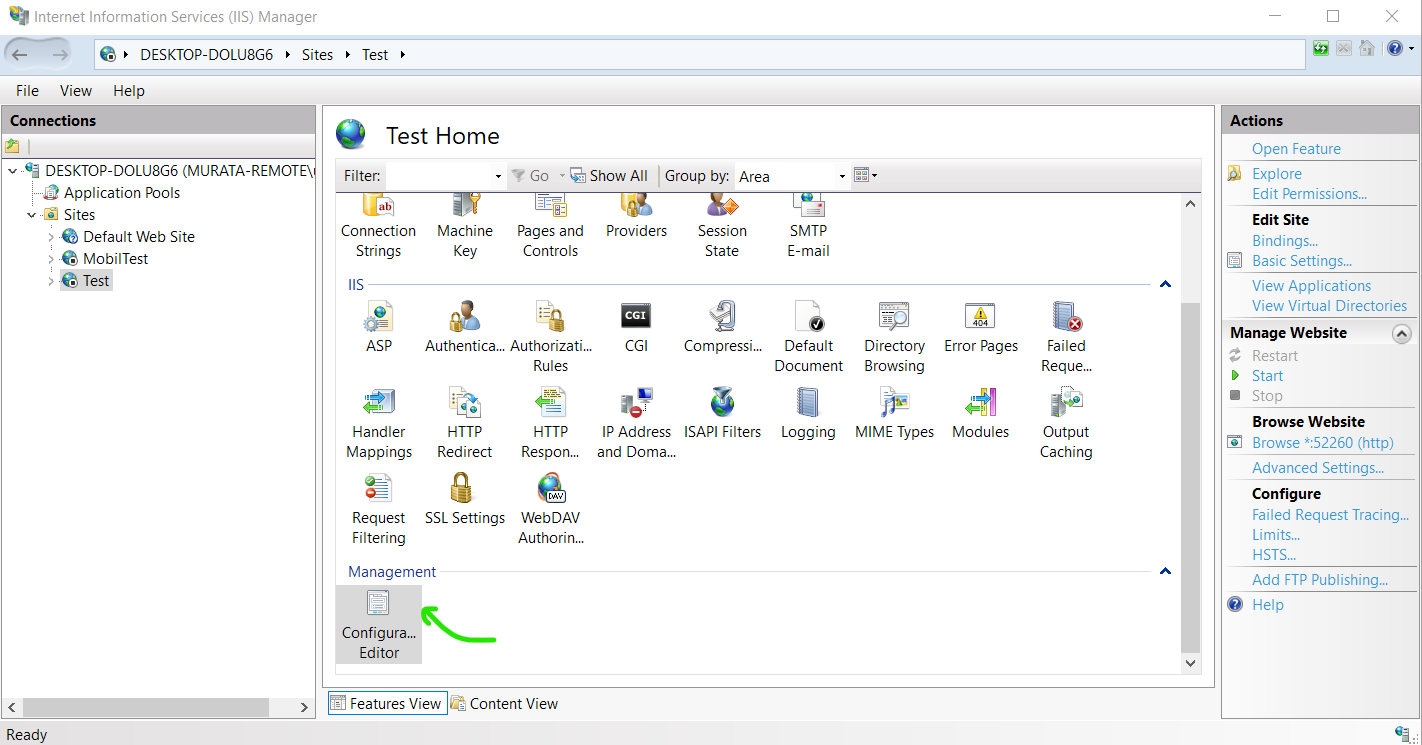 Internet Information Services (IIS) Manager
DESKTOP-DOLU8G6 Sites Test
File View Help
Connections
DESKTOP-DOLU8G6 (MURATA-REMOTE\
Application Pools
Sites
Default Web Site
MobilTest
Test
Test Home
Filter: Go Show All Group by: Area
ab
Connection Strings
Machine Key
Pages and Controls
Providers
Session State
SMTP E-mail
IIS
ASP
Authentica...
Authorizati... Rules
CGI
CGI
Compressi...
Default Document
Directory Browsing
404
Error Pages
Failed Reque...
Handler Mappings
HTTP Redirect
HTTP Respon...
IP Address and Doma...
ISAPI Filters
Logging
MIME Types
Modules
Output Caching
Request Filtering
SSL Settings
DAV
WebDAV Authorin...
Management
Configura... Editor
Features View Content View
Actions
Open Feature
Explore
Edit Permissions...
Edit Site
Bindings...
Basic Settings...
View Applications
View Virtual Directories
Manage Website
Restart
Start
Stop
Browse Website
Browse *:52260 (http)
Advanced Settings...
Configure
Failed Request Tracing...
Limits...
HSTS...
Add FTP Publishing...
Help
Ready